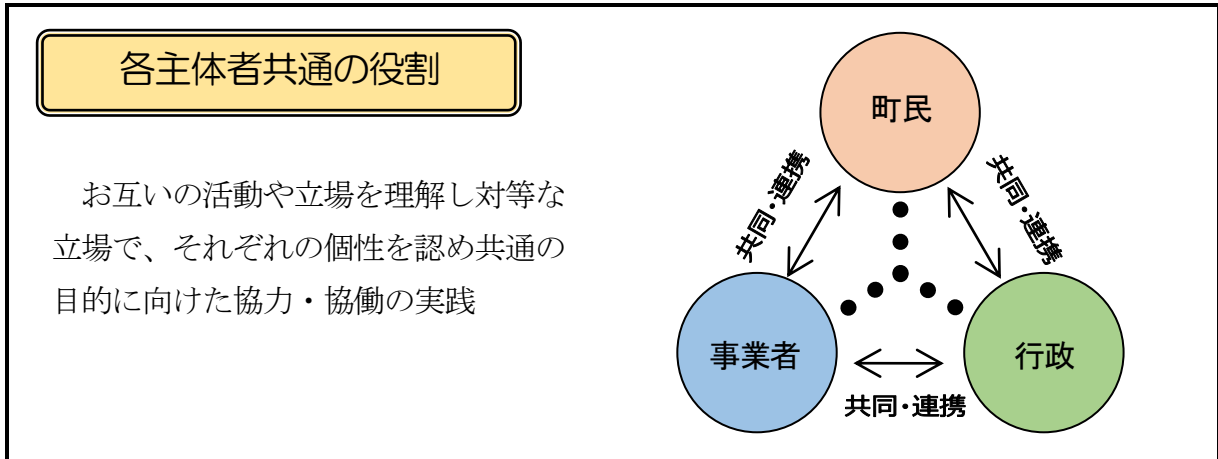 各主体者共通の役割
お互いの活動や立場を理解し対等な
立場で、それぞれの個性を認め共通の
目的に向けた協力・協働の実践
町民
共同・連携
共同・連携
事業者
行政
共同・連携